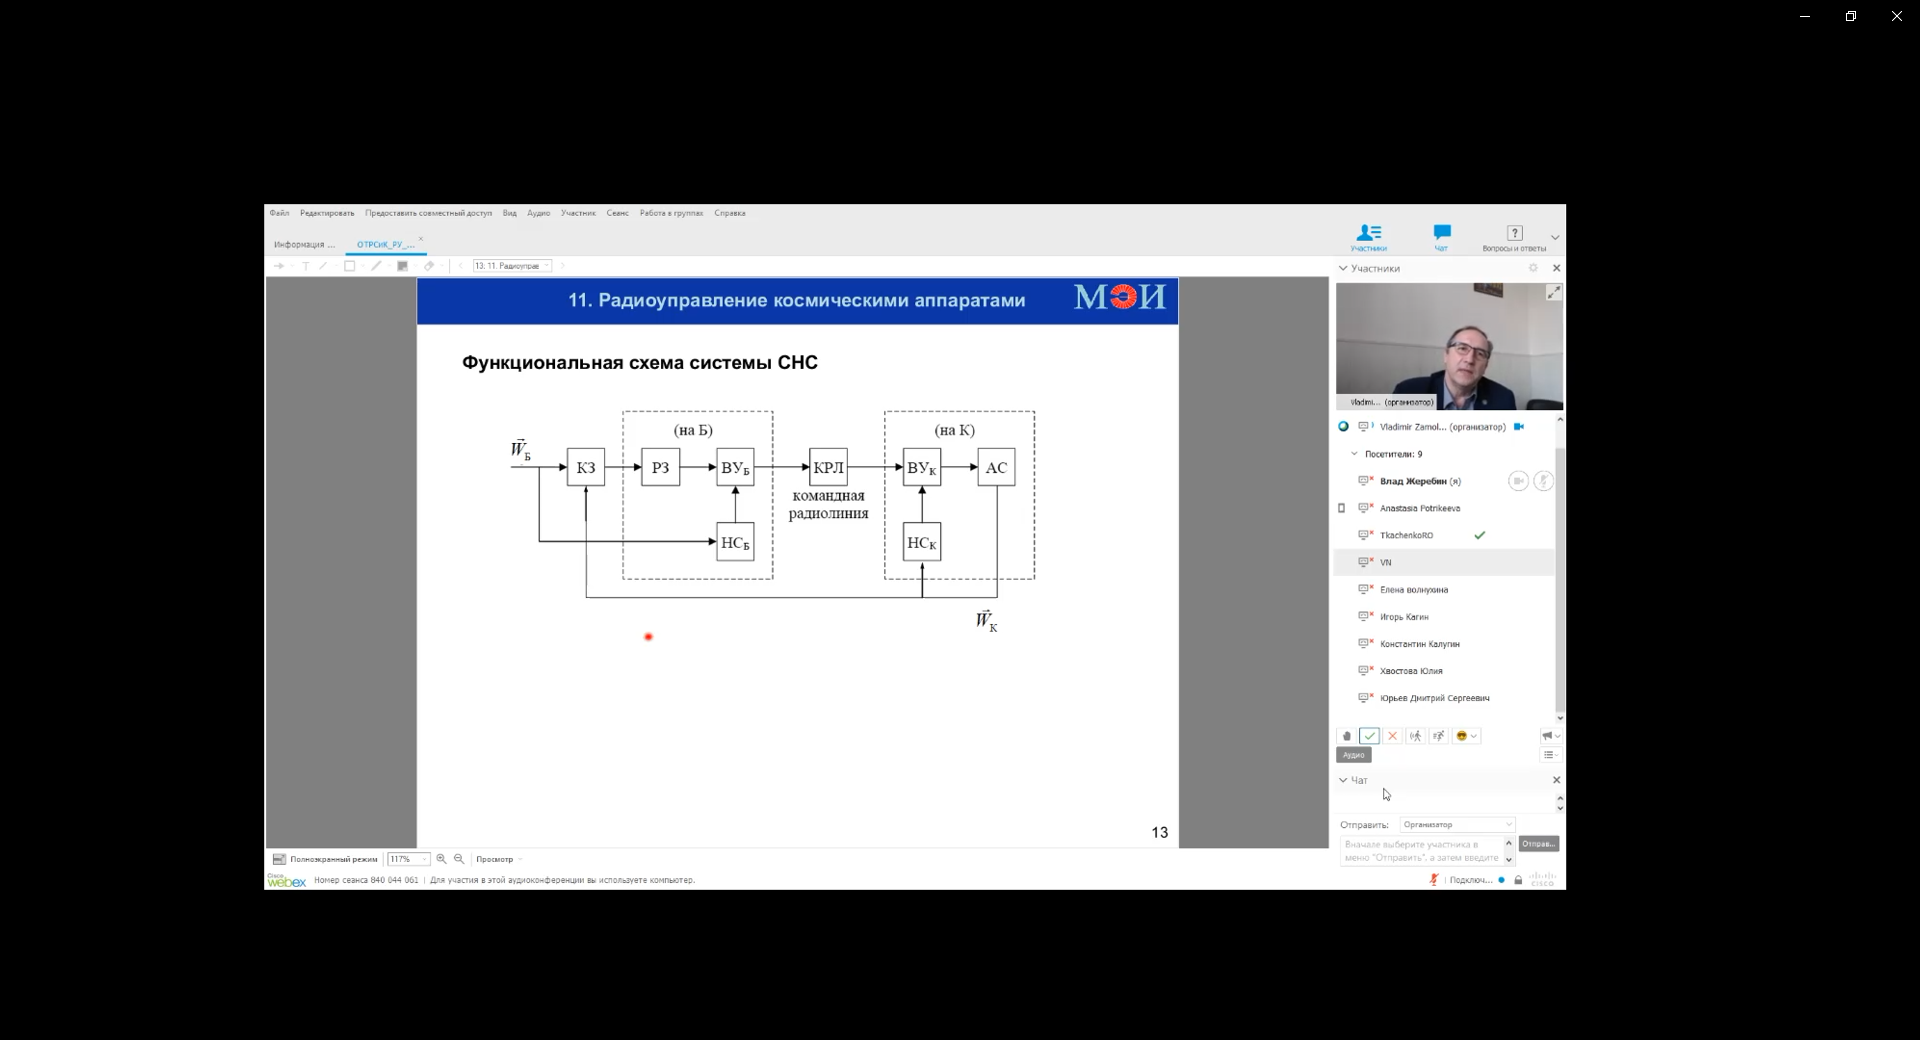 Файл Редактировать Предоставить совместный доступ Вид Аудио Участник Сеанс Работа в группах Справка
Информация ... ОТРСиК_РУ_...
Участники Чат Вопросы и ответы
13: 11. Радиоуправ
11. Радиоуправление космическими аппаратами МЭИ
Функциональная схема системы СНС
(на Б) (на К)
W⃗Б
КЗ РЗ ВУБ КРЛ ВУК АС
командная
радиолиния
НСБ НСК
W⃗К
13
Участники
Vladimi... (организатор)
Vladimir Zamol... (организатор)
Посетители: 9
Влад Жеребин (я)
Anastasia Potrikeeva
TkachenkoRO
VN
Елена волнухина
Игорь Кагин
Константин Калугин
Хвостова Юлия
Юрьев Дмитрий Сергеевич
Аудио
Чат
Отправить: Организатор
Вначале выберите участника в
меню "Отправить", а затем введите
Отправ...
Полноэкранный режим 117% Просмотр
Cisco webex Номер сеанса 840 044 061 Для участия в этой аудиоконференции вы используете компьютер.
Подключ... cisco